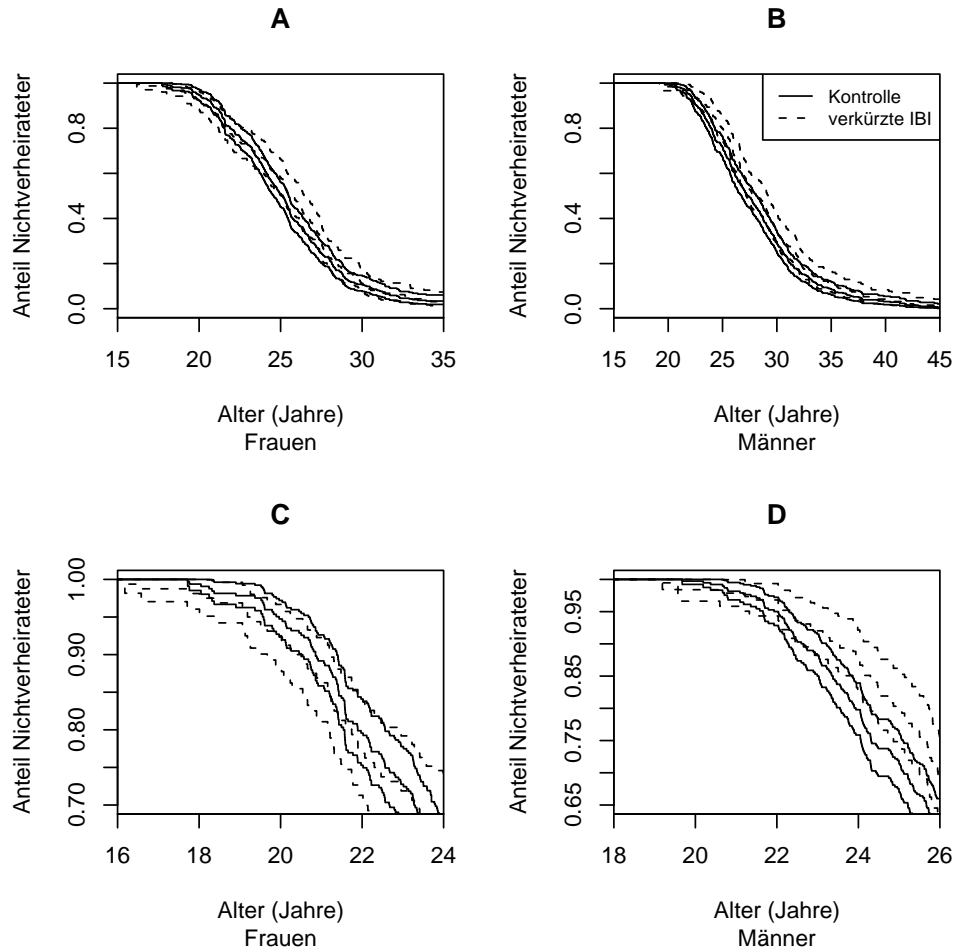 A
Anteil Nichtverheirateter
0.0 0.4 0.8
15 20 25 30 35
Alter (Jahre)
Frauen
B
Anteil Nichtverheirateter
0.0 0.4 0.8
Kontrolle
verkürzte IBI
15 20 25 30 35 40 45
Alter (Jahre)
Männer
C
Anteil Nichtverheirateter
0.70 0.80 0.90 1.00
16 18 20 22 24
Alter (Jahre)
Frauen
D
Anteil Nichtverheirateter
0.65 0.75 0.85 0.95
18 20 22 24 26
Alter (Jahre)
Männer